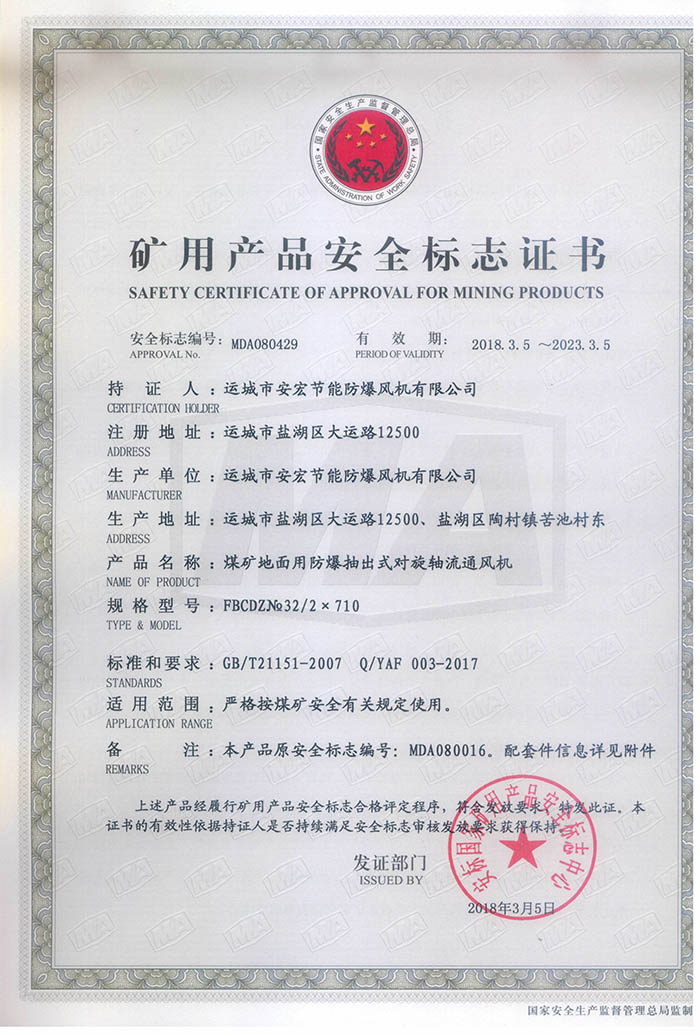 国家安全生产监督管理总局
STATE ADMINISTRATION OF WORK SAFETY
矿用产品安全标志证书
SAFETY CERTIFICATE OF APPROVAL FOR MINING PRODUCTS
安全标志编号: MDA080429 有效期: 2018.3.5 ~2023.3.5
APPROVAL No. PERIOD OF VALIDITY
持证人: 运城市安宏节能防爆风机有限公司
CERTIFICATION HOLDER
注册地址: 运城市盐湖区大运路12500
ADDRESS
生产单位: 运城市安宏节能防爆风机有限公司
MANUFACTURER
生产地址: 运城市盐湖区大运路12500、盐湖区陶村镇苦池村东
ADDRESS
产品名称: 煤矿地面用防爆抽出式对旋轴流通风机
NAME OF PRODUCT
规格型号: FBCDZ№32/2×710
TYPE & MODEL
标准和要求: GB/T21151-2007 Q/YAF 003-2017
STANDARDS
适用范围: 严格按煤矿安全有关规定使用。
APPLICATION RANGE
备注: 本产品原安全标志编号: MDA080016。配套件信息详见附件
REMARKS
上述产品经履行矿用产品安全标志合格评定程序，符合发放要求，特发此证。本
证书的有效性依据持证人是否持续满足安全标志审核发放要求获得保持。
发证部门
ISSUED BY
安标国家矿用产品安全标志中心
2018年3月5日
国家安全生产监督管理总局监制
MA